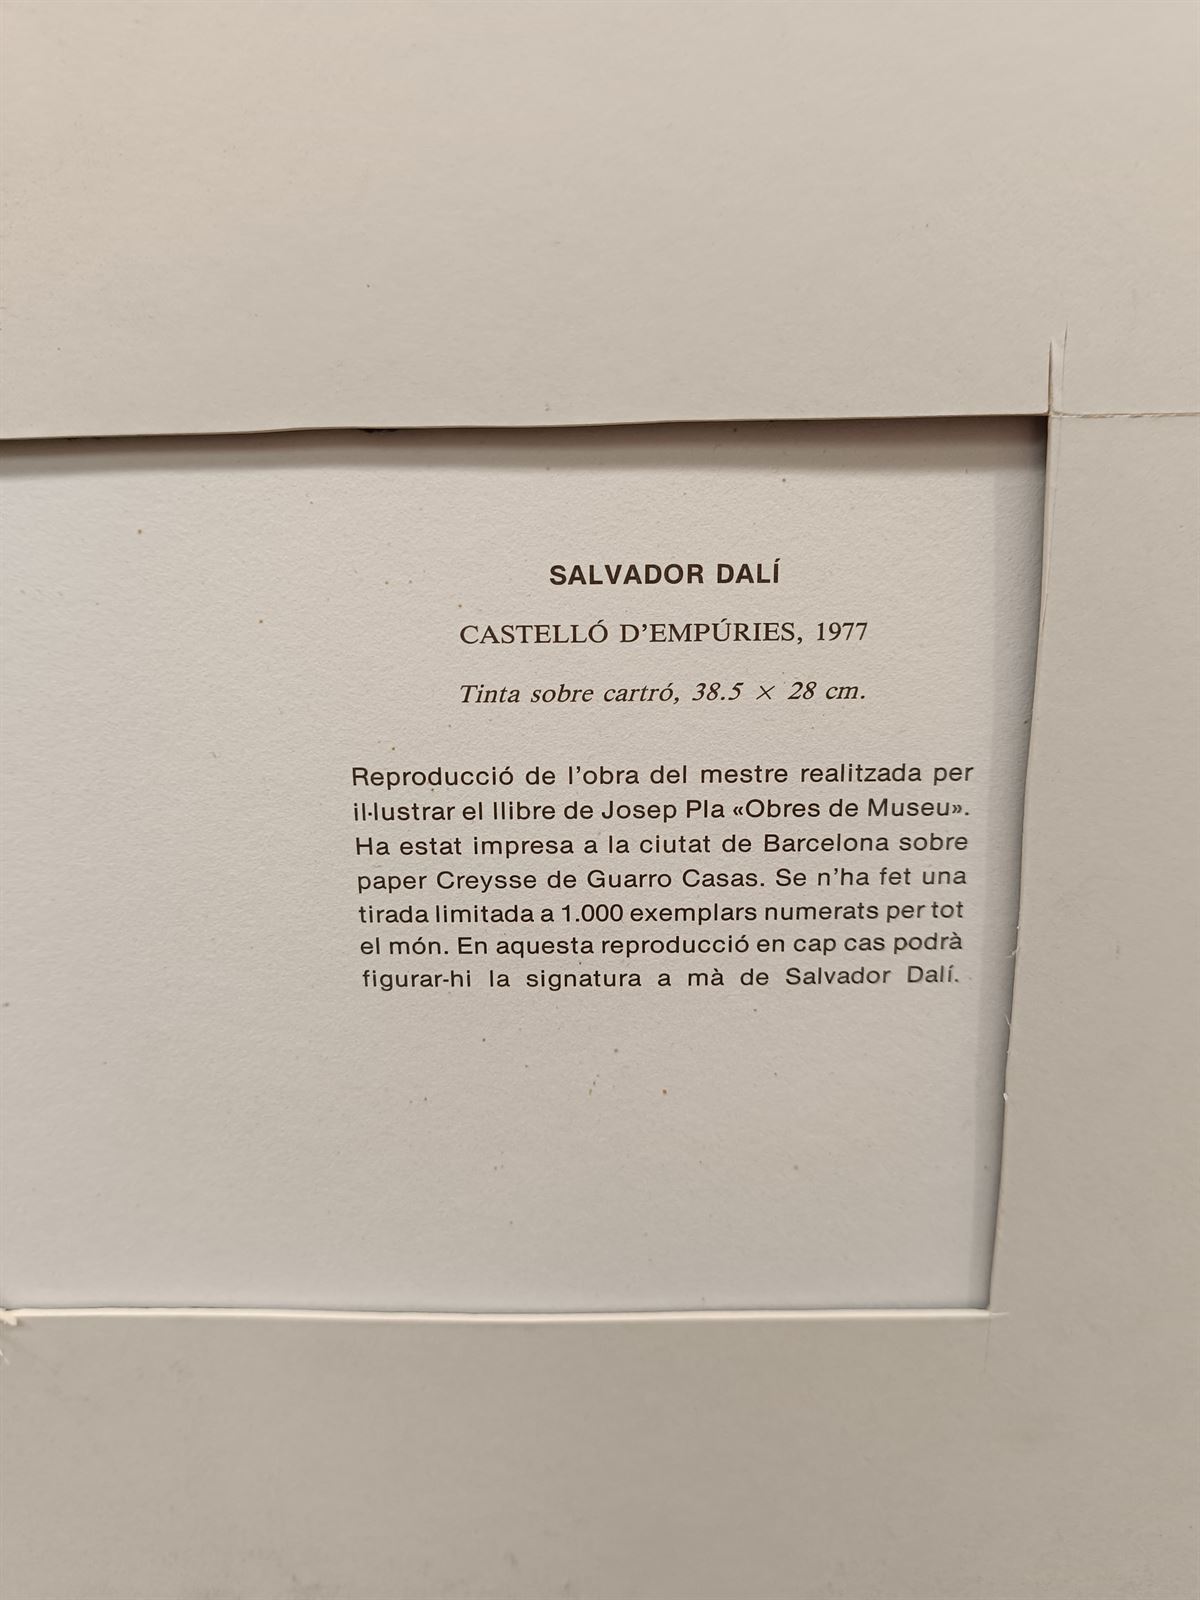 SALVADOR DALÍ
CASTELLÓ D'EMPÚRIES, 1977
Tinta sobre cartró, 38.5 × 28 cm.
Reproducció de l'obra del mestre realitzada per
il·lustrar el llibre de Josep Pla «Obres de Museu».
Ha estat impresa a la ciutat de Barcelona sobre
paper Creysse de Guarro Casas. Se n'ha fet una
tirada limitada a 1.000 exemplars numerats per tot
el món. En aquesta reproducció en cap cas podrà
figurar-hi la signatura a mà de Salvador Dalí.